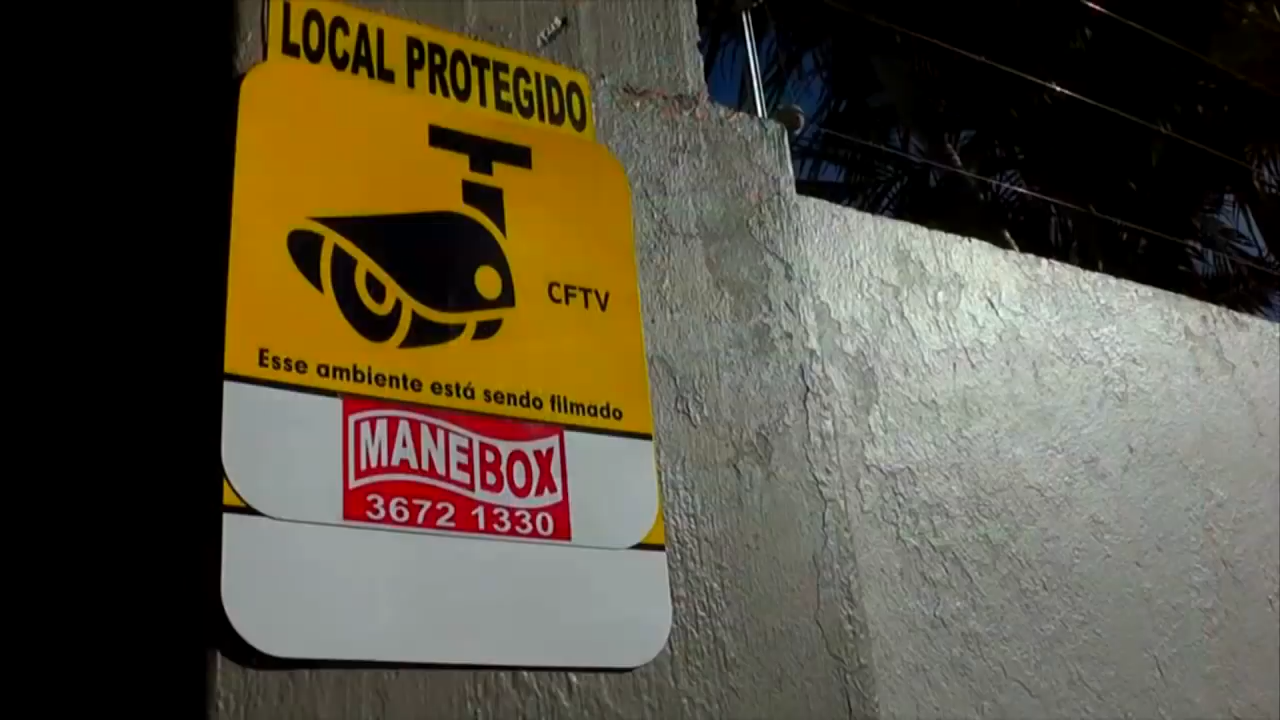 LOCAL PROTEGIDO
CFTV
Esse ambiente está sendo filmado
MANEBOX
3672 1330